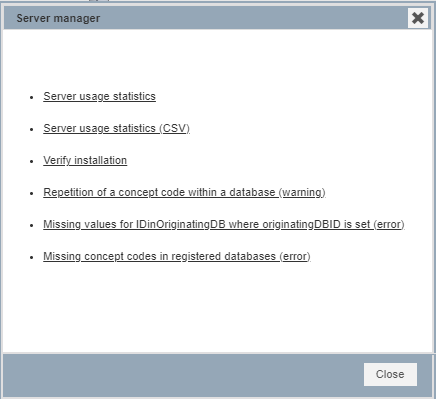 Server manager
Server usage statistics
Server usage statistics (CSV)
Verify installation
Repetition of a concept code within a database (warning)
Missing values for IDinOriginatingDB where originatingDBID is set (error)
Missing concept codes in registered databases (error)
Close